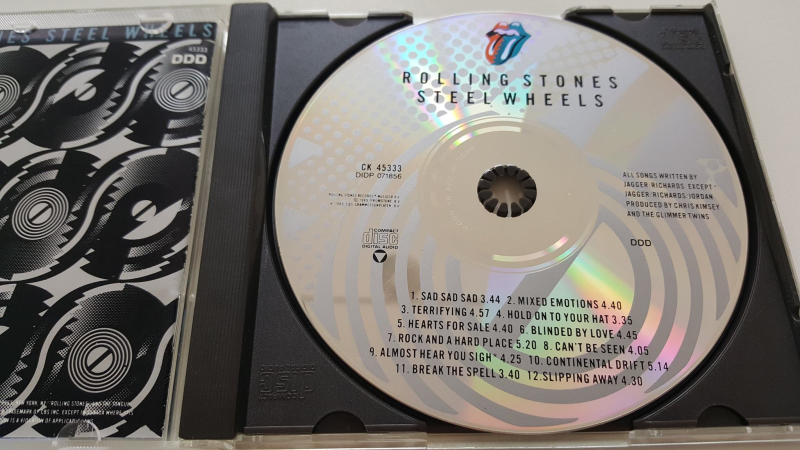 NES STEEL WHEELS
45333
DDD
ROLLING STONES
STEEL WHEELS
CK 45333
DIDP 071856
ALL SONGS WRITTEN BY
JAGGER/RICHARDS EXCEPT*
JAGGER/RICHARDS/JORDAN
PRODUCED BY CHRIS KIMSEY
AND THE GLIMMER TWINS
DDD
COMPACT
disc
DIGITAL AUDIO
1. SAD SAD SAD 3.44 2. MIXED EMOTIONS 4.40
3. TERRIFYING 4.57 4. HOLD ON TO YOUR HAT 3.35
5. HEARTS FOR SALE 4.40 6. BLINDED BY LOVE 4.45
7. ROCK AND A HARD PLACE 5.20 8. CAN'T BE SEEN 4.05
9. ALMOST HEAR YOU SIGH* 4.25 10. CONTINENTAL DRIFT 5.14
11. BREAK THE SPELL 3.40 12. SLIPPING AWAY 4.30